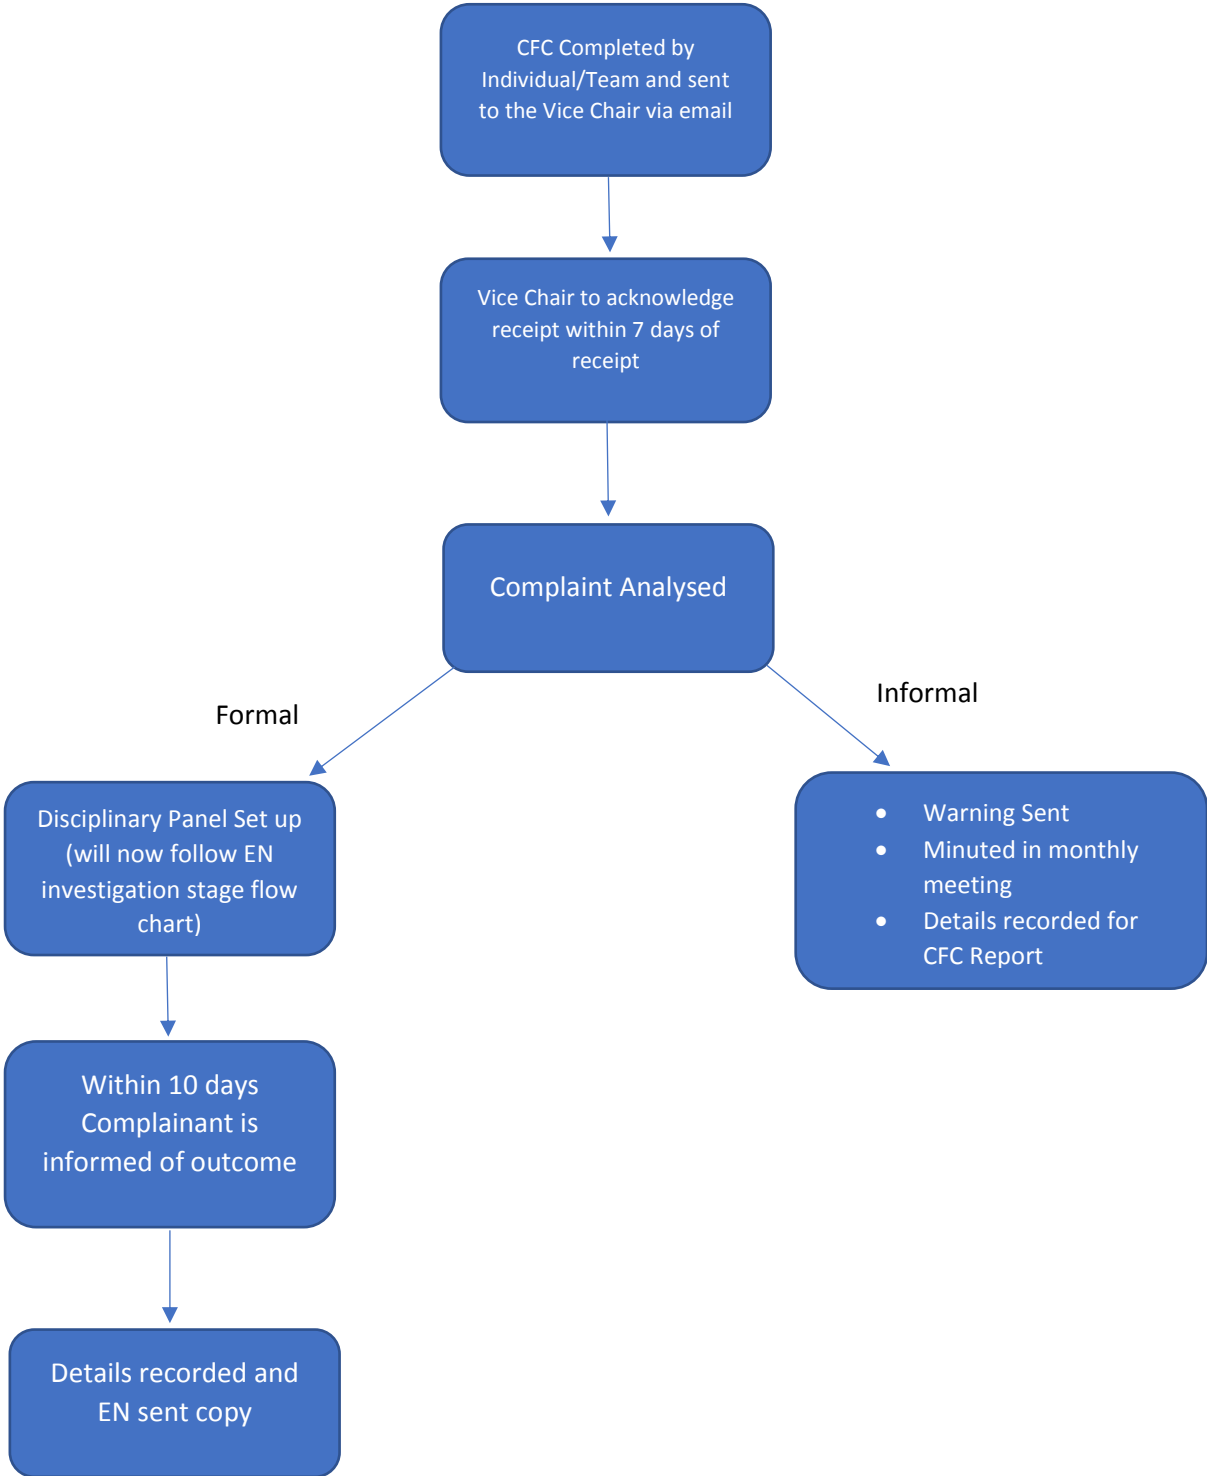 CFC Completed by
Individual/Team and sent
to the Vice Chair via email
Vice Chair to acknowledge
receipt within 7 days of
receipt
Complaint Analysed
Formal
Informal
Disciplinary Panel Set up
(will now follow EN
investigation stage flow
chart)
• Warning Sent
• Minuted in monthly
meeting
• Details recorded for
CFC Report
Within 10 days
Complainant is
informed of outcome
Details recorded and
EN sent copy